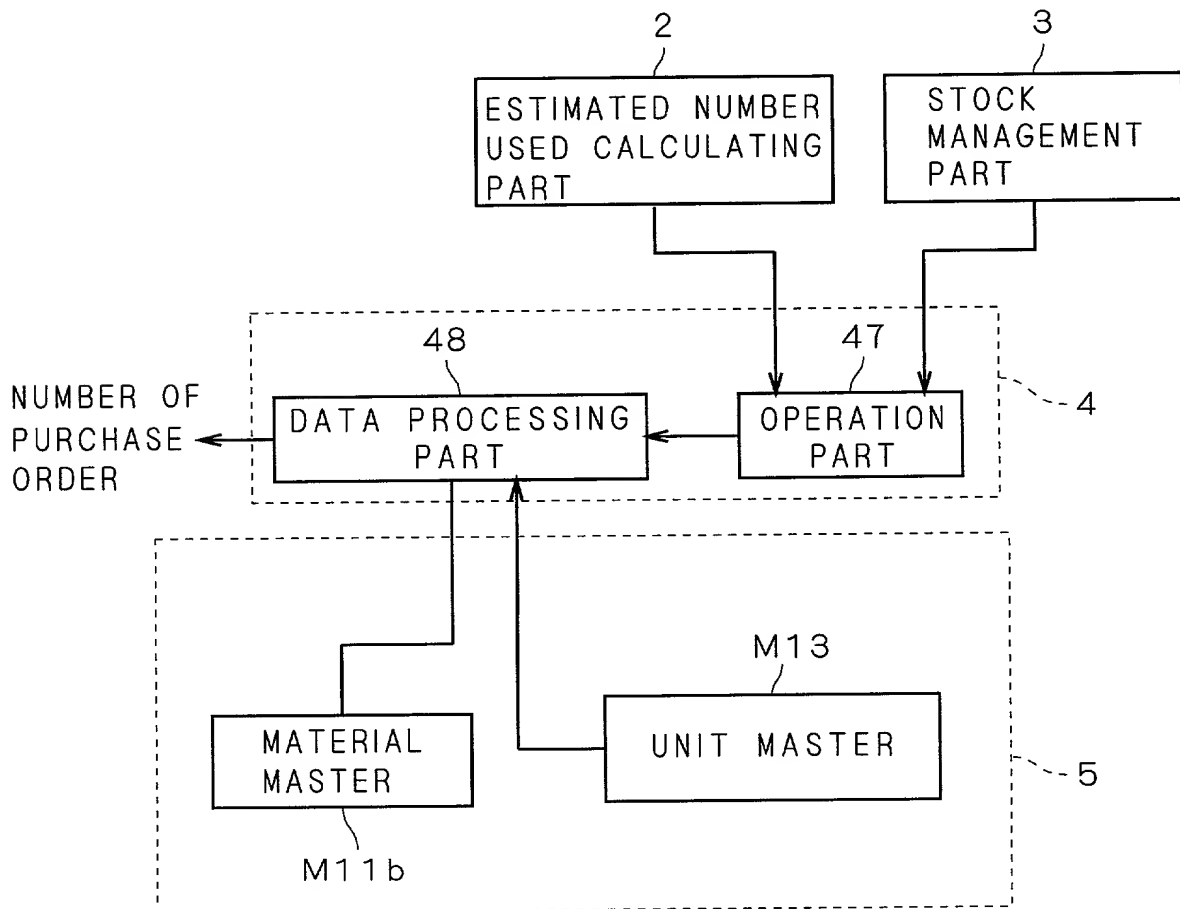 2
3
ESTIMATED NUMBER
USED CALCULATING
PART
STOCK
MANAGEMENT
PART
48
47
4
NUMBER OF
PURCHASE
ORDER
DATA PROCESSING
PART
OPERATION
PART
M13
MATERIAL
MASTER
UNIT MASTER
5
M11b